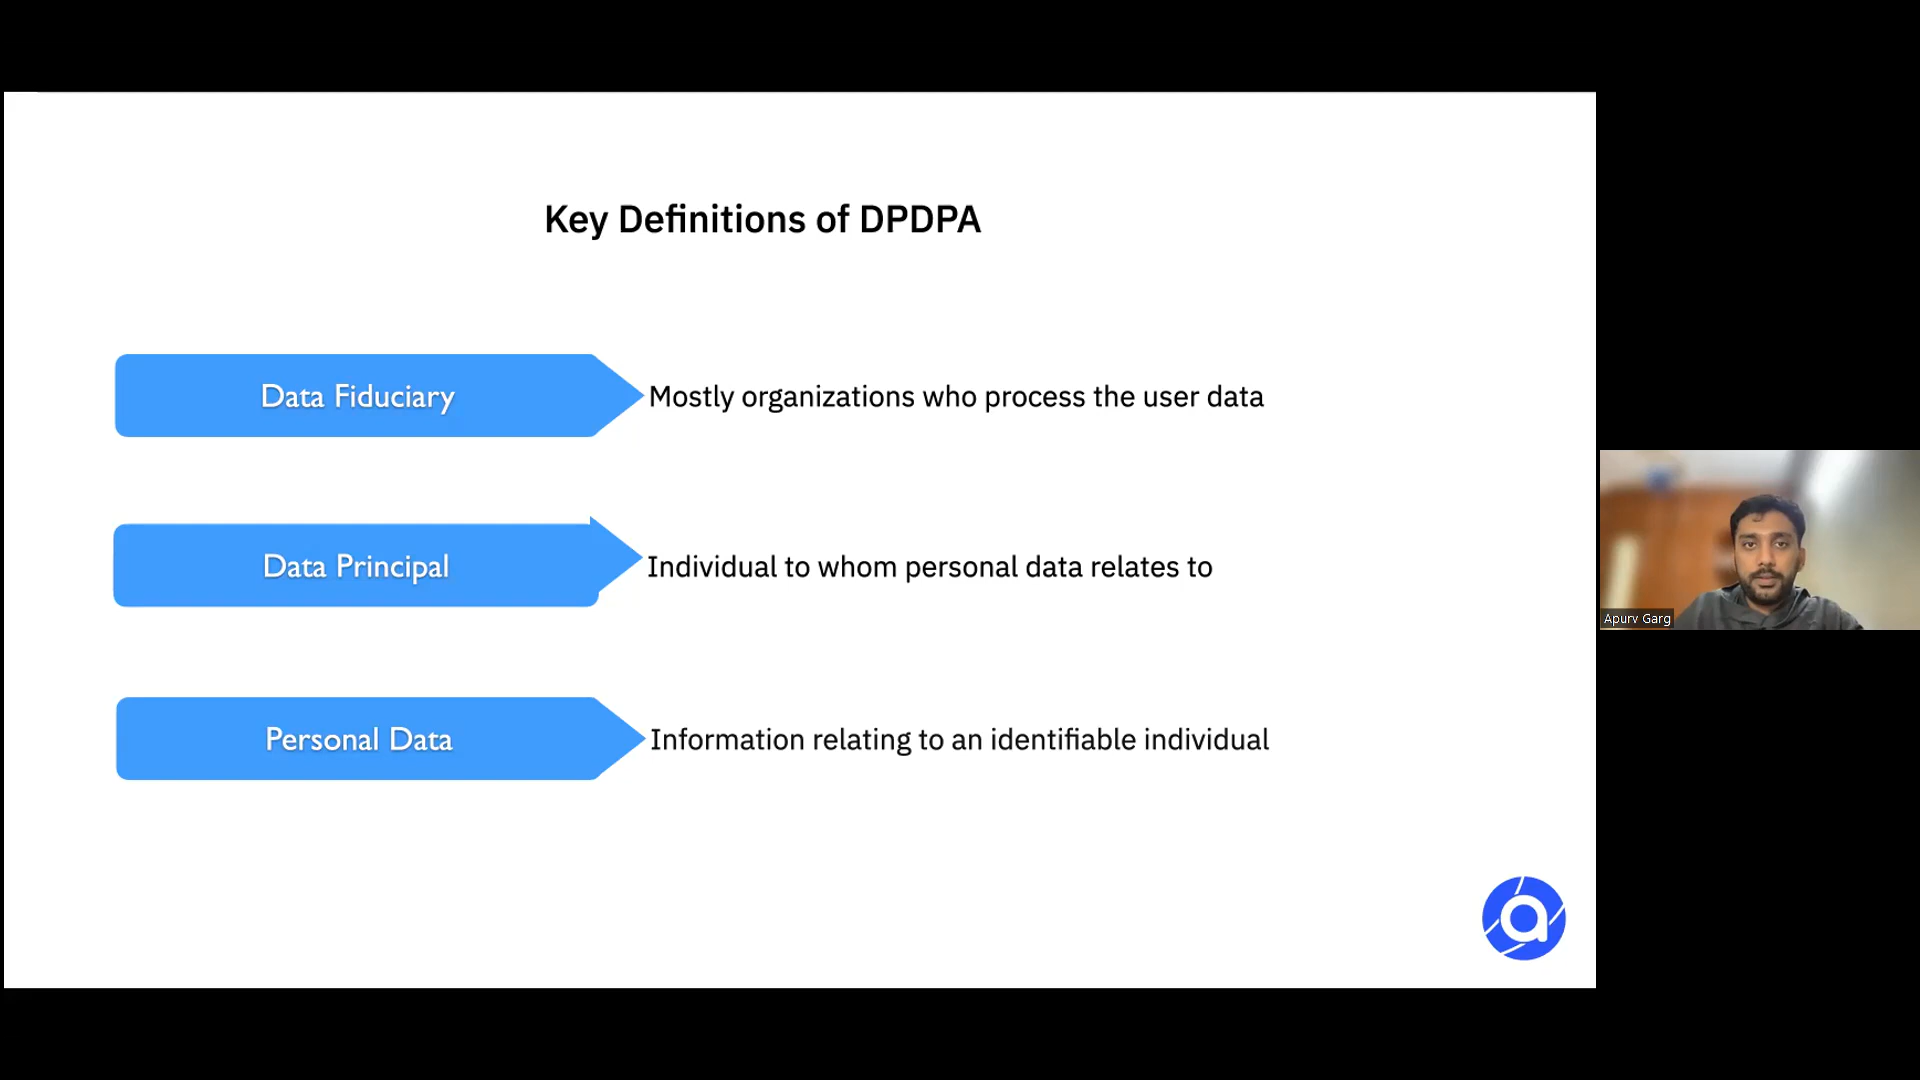 Key Definitions of DPDPA
Data Fiduciary
Mostly organizations who process the user data
Data Principal
Individual to whom personal data relates to
Personal Data
Information relating to an identifiable individual
Apurv Garg